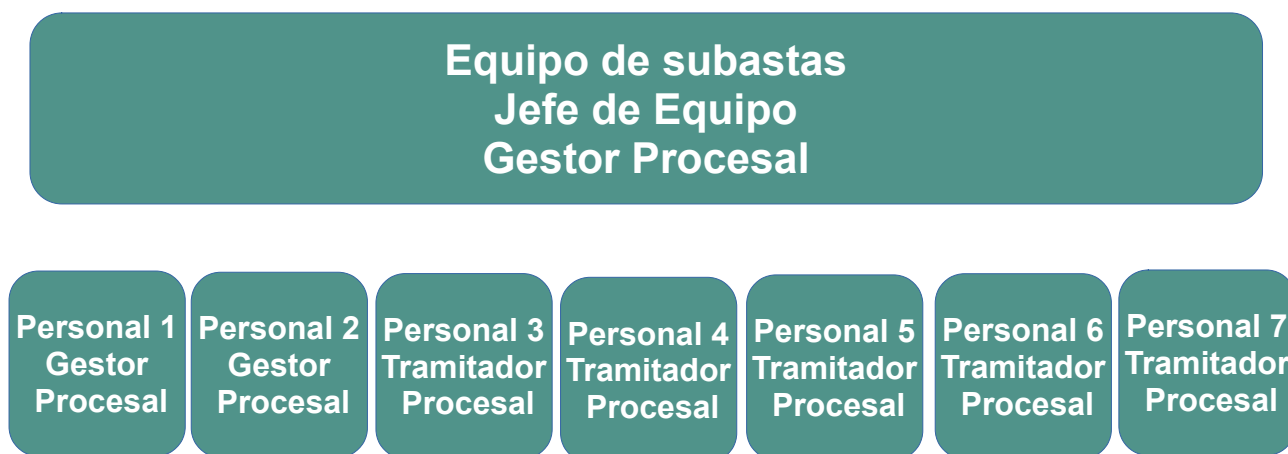 Equipo de subastas
Jefe de Equipo
Gestor Procesal
Personal 1
Gestor
Procesal
Personal 2
Gestor
Procesal
Personal 3
Tramitador
Procesal
Personal 4
Tramitador
Procesal
Personal 5
Tramitador
Procesal
Personal 6
Tramitador
Procesal
Personal 7
Tramitador
Procesal